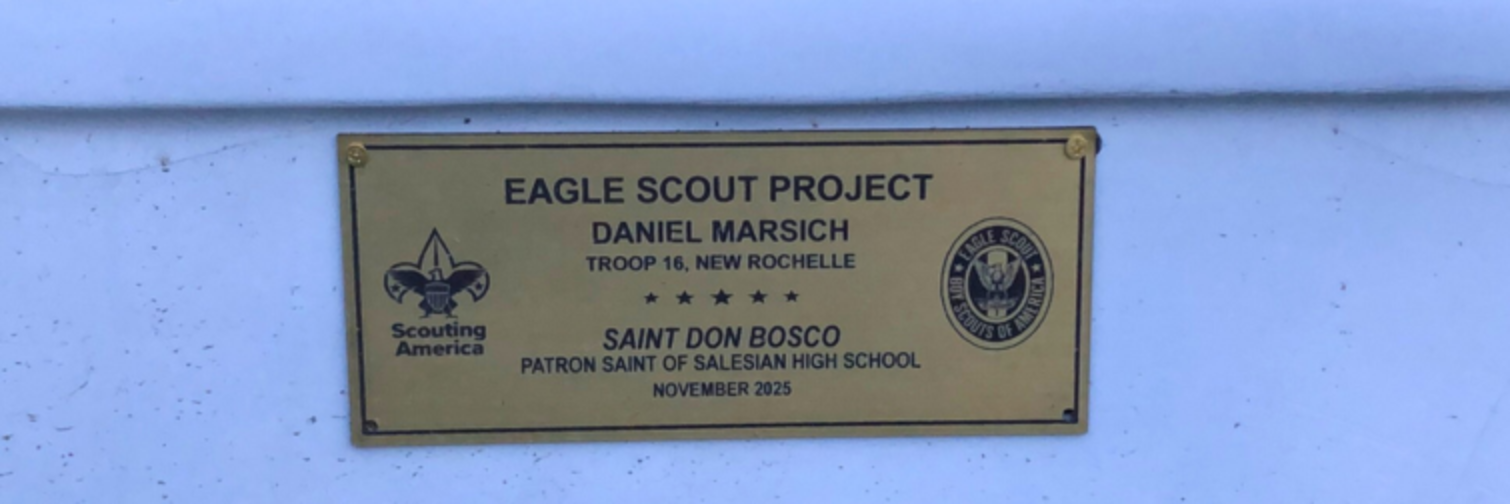 EAGLE SCOUT PROJECT
DANIEL MARSICH
TROOP 16, NEW ROCHELLE
SAINT DON BOSCO
PATRON SAINT OF SALESIAN HIGH SCHOOL
NOVEMBER 2025
Scouting
America
EAGLE SCOUT
BOY SCOUTS OF AMERICA